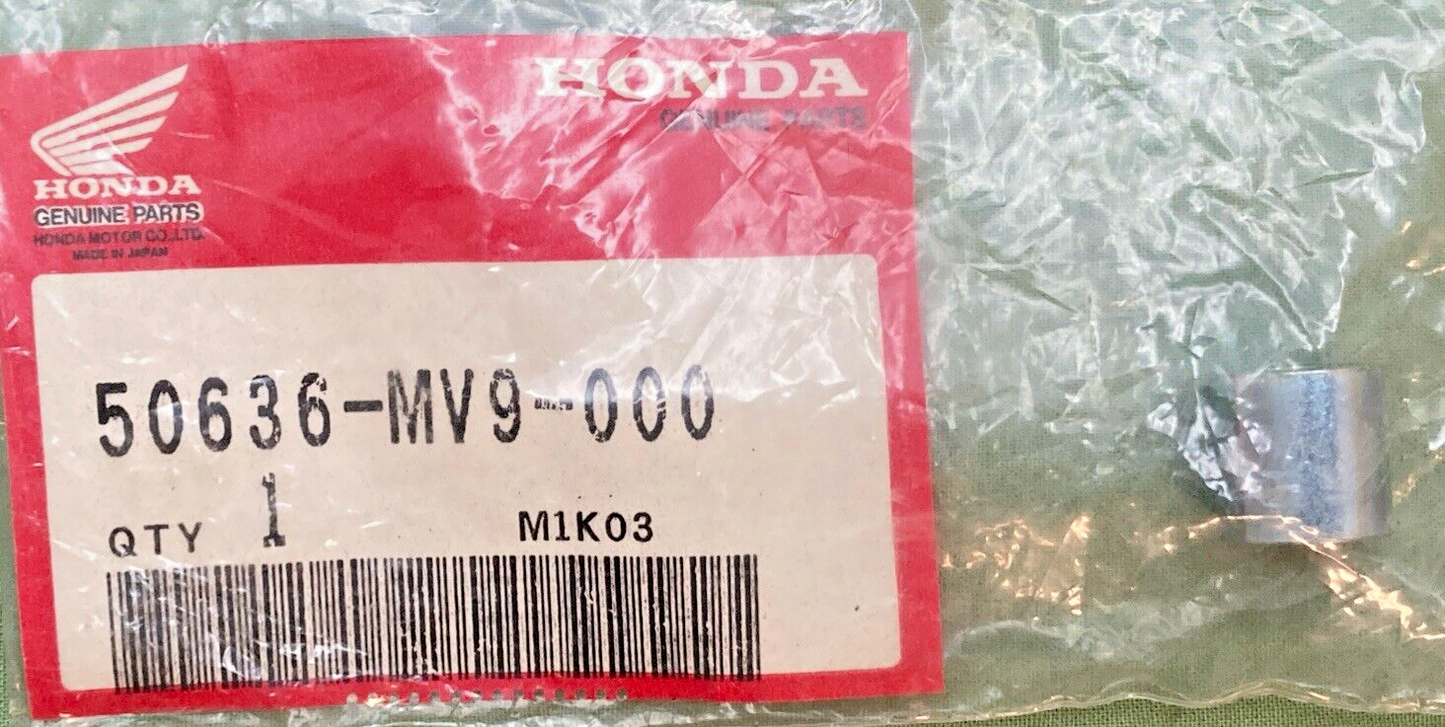 HONDA
GENUINE PARTS
HONDA
GENUINE PARTS
HONDA MOTOR CO.,LTD.
MADE IN JAPAN
50636-MV9-000
QTY 1 M1K03